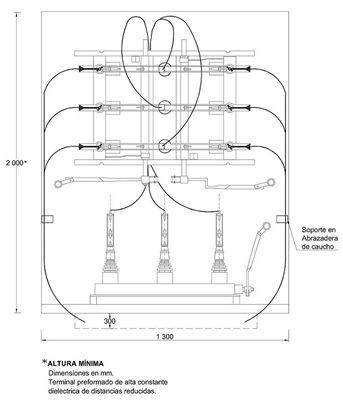 2 000*
Soporte en
Abrazadera
de caucho
300
1 300
*ALTURA MÍNIMA
Dimensiones en mm.
Terminal preformado de alta constante
dielectrica de distancias reducidas.